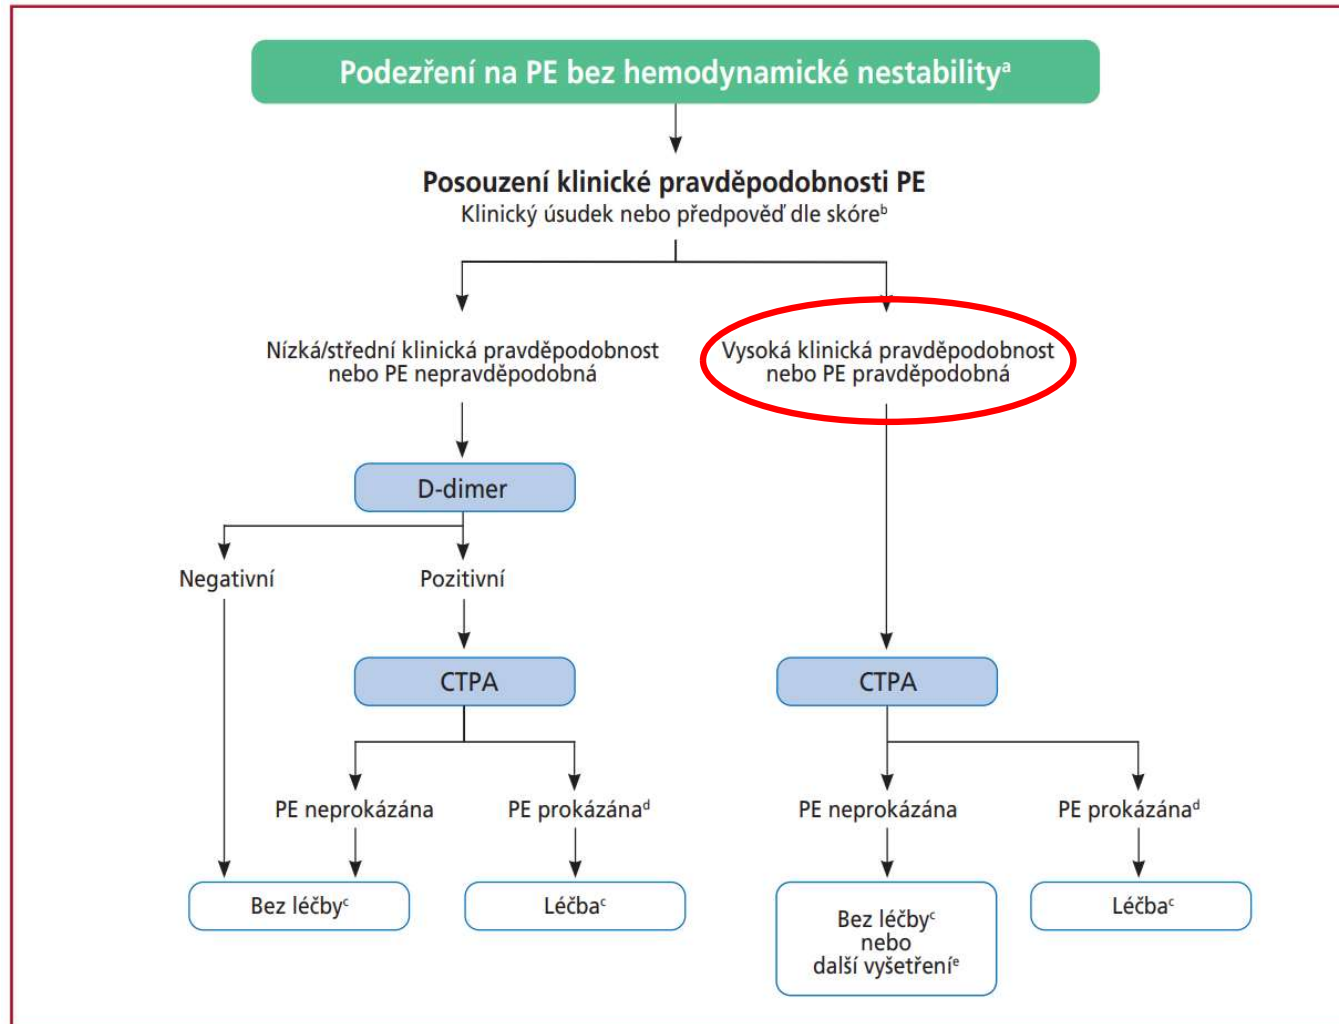 Podezření na PE bez hemodynamické nestabilityᵃ
Posouzení klinické pravděpodobnosti PE
Klinický úsudek nebo předpověď dle skóreᵇ
Nízká/střední klinická pravděpodobnost
nebo PE nepravděpodobná
Vysoká klinická pravděpodobnost
nebo PE pravděpodobná
D-dimer
Negativní
Pozitivní
CTPA
CTPA
PE neprokázána
PE prokázánaᵈ
PE neprokázána
PE prokázánaᵈ
Bez léčbyᶜ
Léčbaᶜ
Bez léčbyᶜ
nebo
další vyšetřeníᵉ
Léčbaᶜ